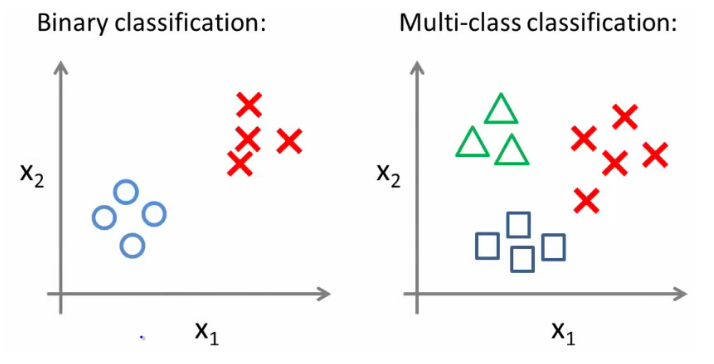 Binary classification:
x₂
x₁
Multi-class classification:
x₂
x₁